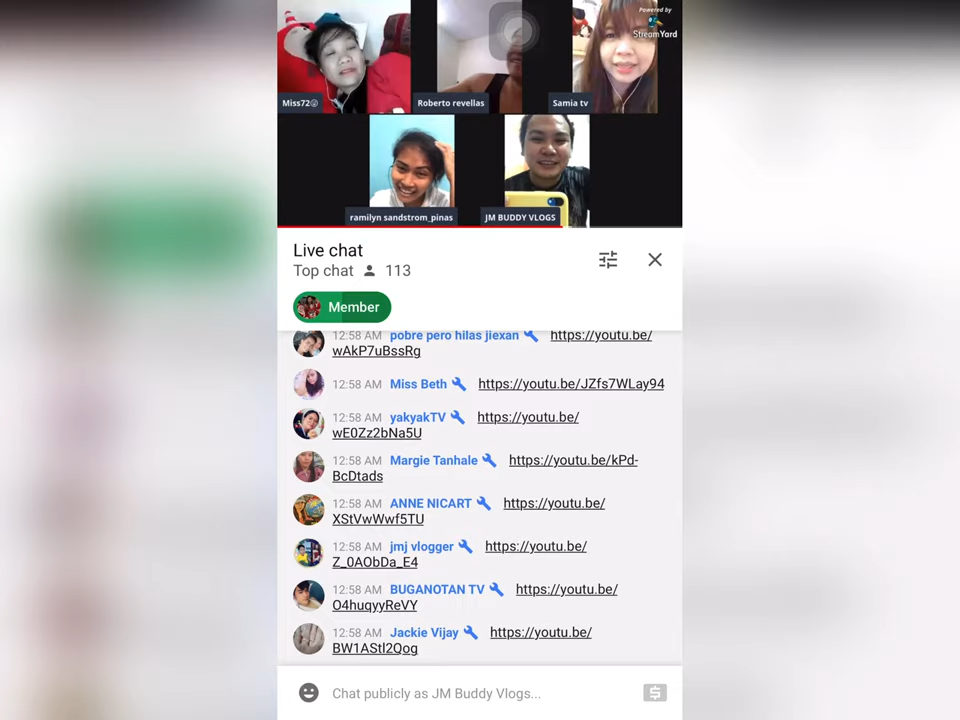 Powered by
StreamYard
Miss72
Roberto revellas
Samia tv
ramilyn sandstrom_pinas
JM BUDDY VLOGS
Live chat
Top chat 113
Member
12:58 AM pobre pero hilas jiexan https://youtu.be/
wAkP7uBssRg
12:58 AM Miss Beth https://youtu.be/JZfs7WLay94
12:58 AM yakyakTV https://youtu.be/
wE0Zz2bNa5U
12:58 AM Margie Tanhale https://youtu.be/kPd-
BcDtads
12:58 AM ANNE NICART https://youtu.be/
XStVwWwf5TU
12:58 AM jmj vlogger https://youtu.be/
Z_0AObDa_E4
12:58 AM BUGANOTAN TV https://youtu.be/
O4huqyyReVY
12:58 AM Jackie Vijay https://youtu.be/
BW1AStl2Qog
Chat publicly as JM Buddy Vlogs...